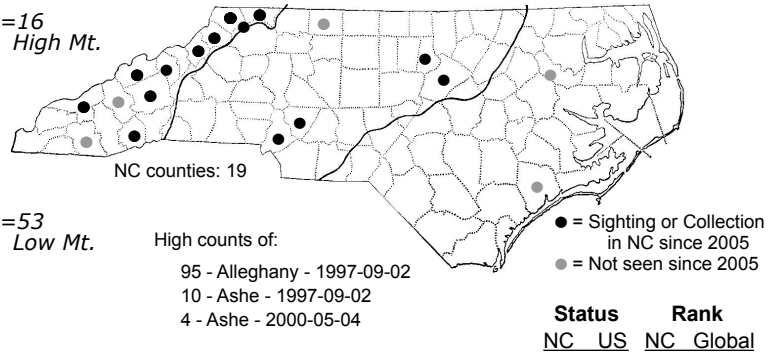 =16
High Mt.
NC counties: 19
=53
Low Mt.
High counts of:
95 - Alleghany - 1997-09-02
10 - Ashe - 1997-09-02
4 - Ashe - 2000-05-04
= Sighting or Collection
in NC since 2005
= Not seen since 2005
Status Rank
NC US NC Global